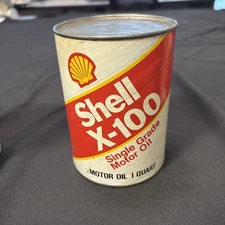 Shell
X-100
Single Grade
Motor Oil
MOTOR OIL 1 QUART